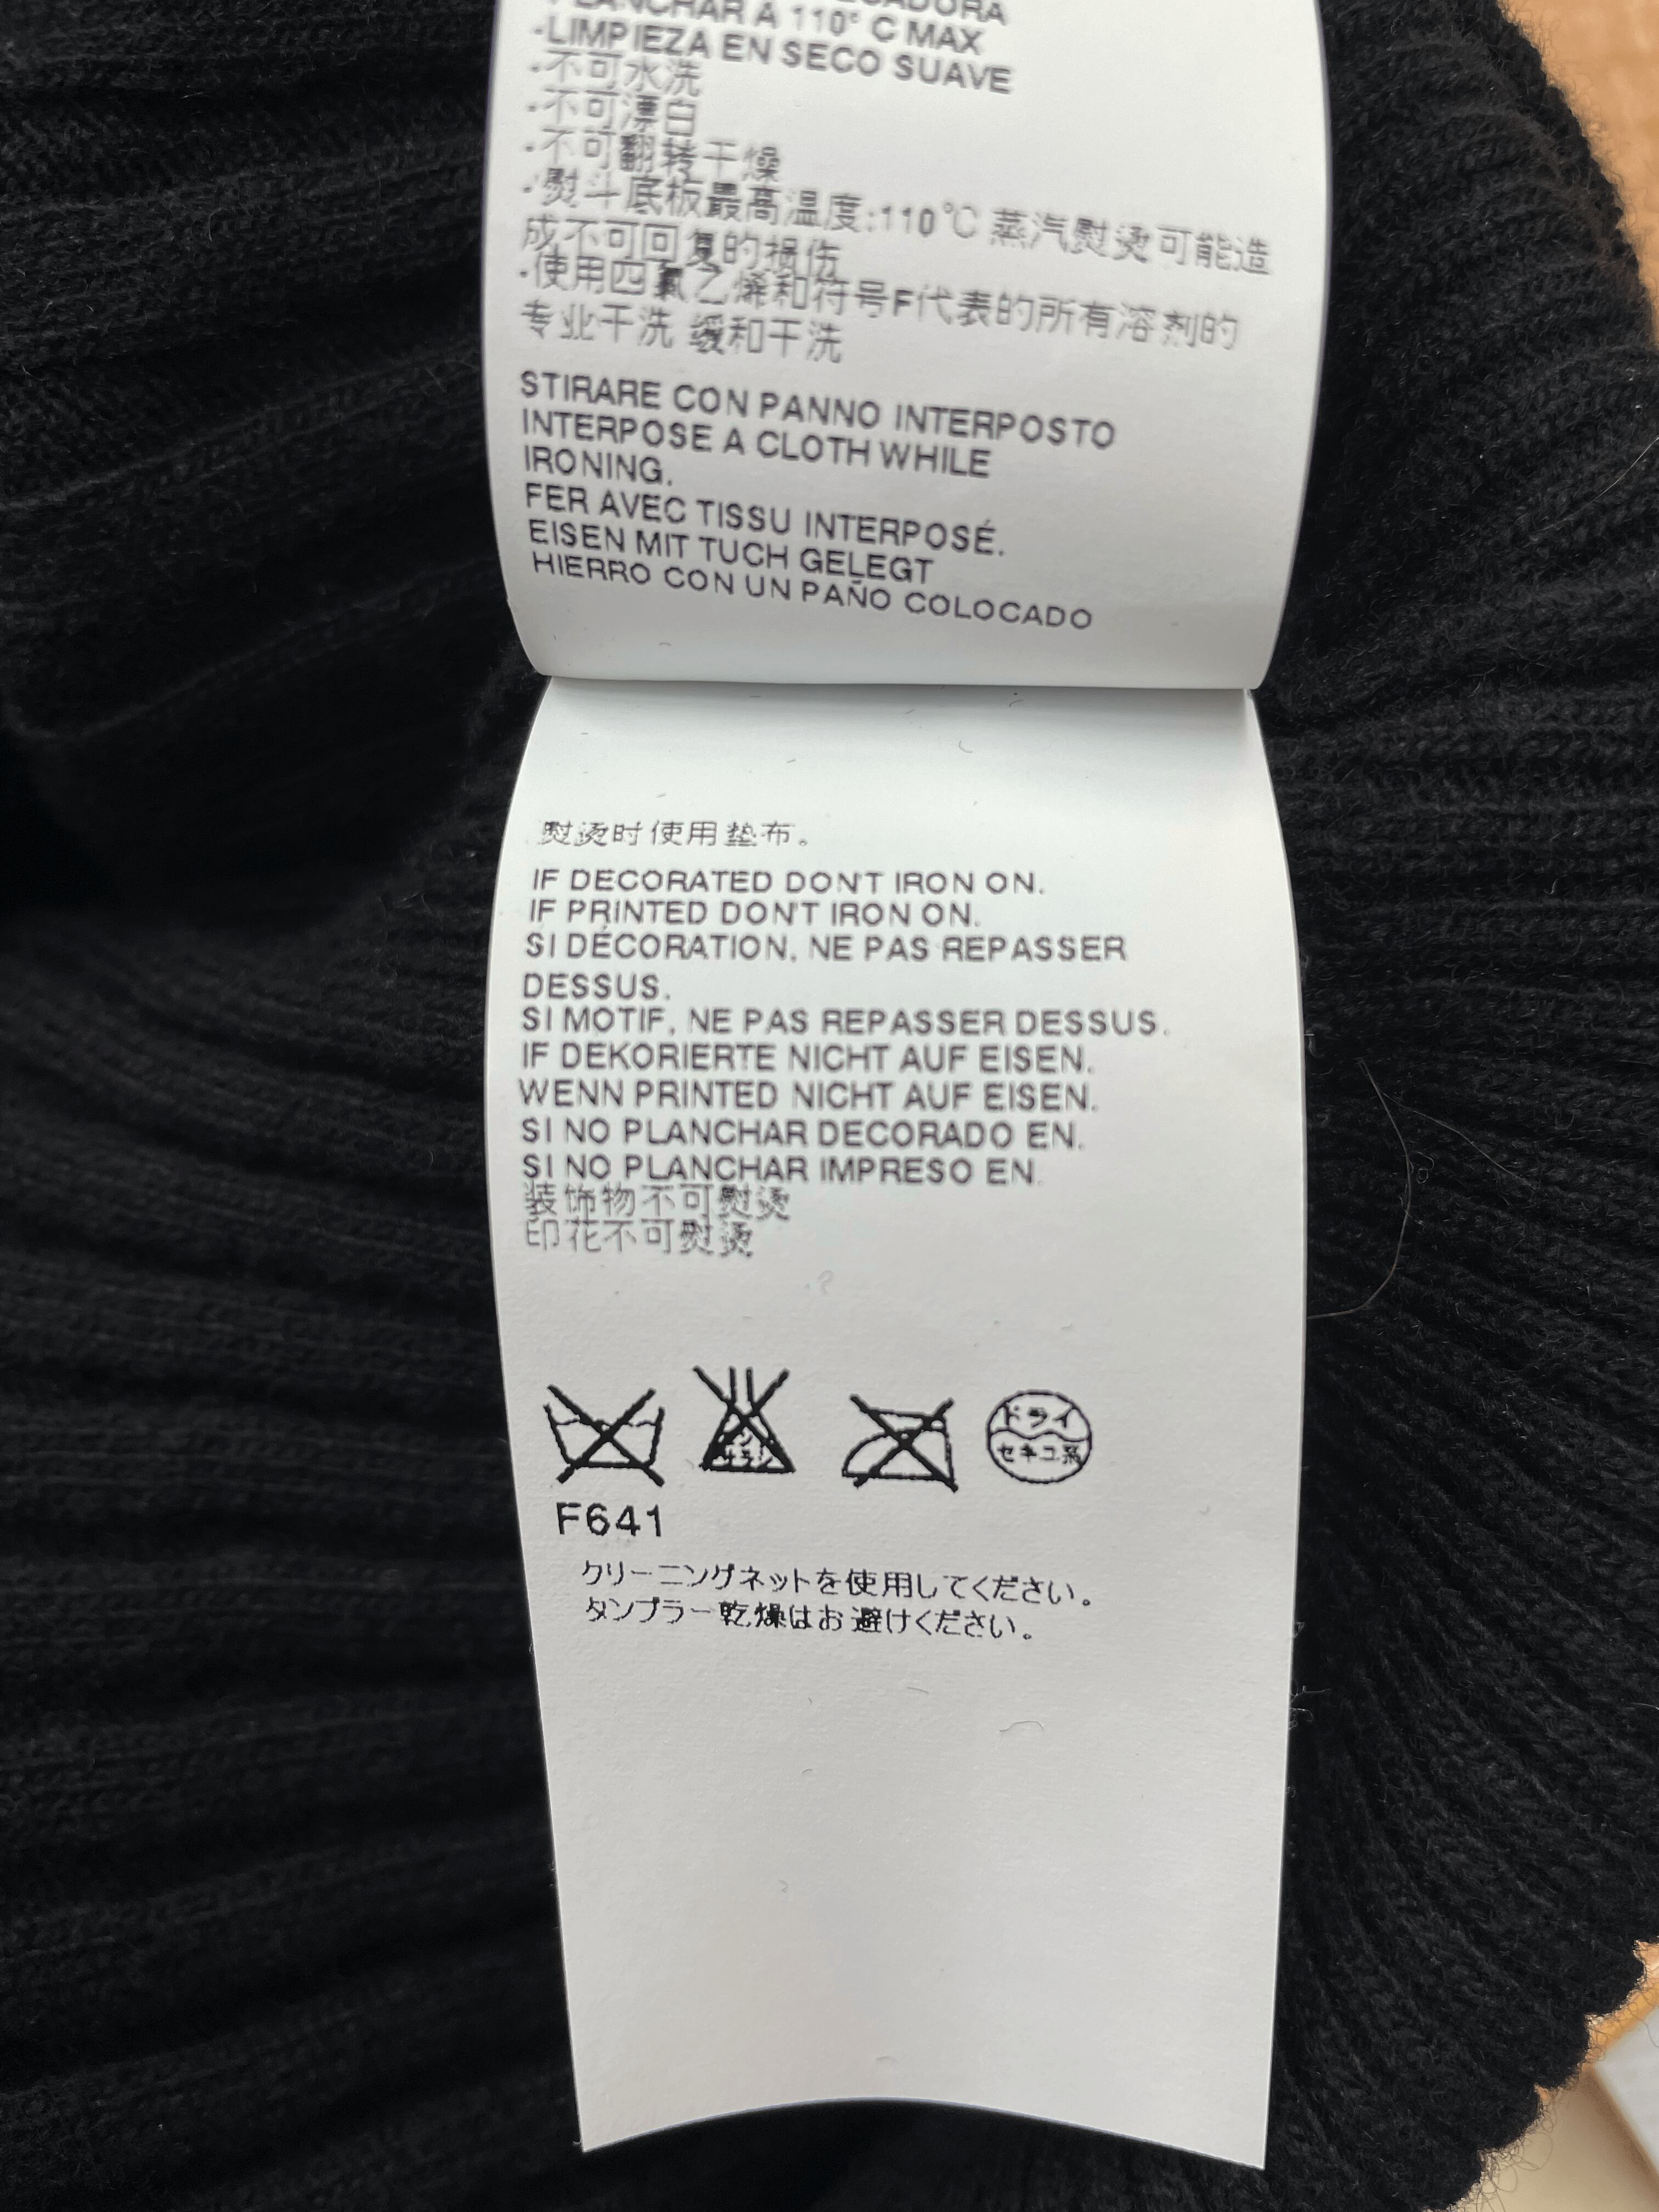 PLANCHAR A 110° C MAX
·LIMPIEZA EN SECO SUAVE
·不可水洗
·不可漂白
·不可翻转干燥
·熨斗底板最高温度:110℃ 蒸汽熨烫可能造
成不可回复的损伤
·使用四氯乙烯和符号F代表的所有溶剂的
专业干洗 缓和干洗
STIRARE CON PANNO INTERPOSTO
INTERPOSE A CLOTH WHILE
IRONING.
FER AVEC TISSU INTERPOSÉ.
EISEN MIT TUCH GELEGT
HIERRO CON UN PAÑO COLOCADO
熨烫时使用垫布。
IF DECORATED DON'T IRON ON.
IF PRINTED DON'T IRON ON.
SI DÉCORATION, NE PAS REPASSER
DESSUS.
SI MOTIF, NE PAS REPASSER DESSUS.
IF DEKORIERTE NICHT AUF EISEN.
WENN PRINTED NICHT AUF EISEN.
SI NO PLANCHAR DECORADO EN.
SI NO PLANCHAR IMPRESO EN.
装饰物不可熨烫
印花不可熨烫
ドライ
セキユ系
F641
クリーニングネットを使用してください。
タンブラー乾燥はお避けください。